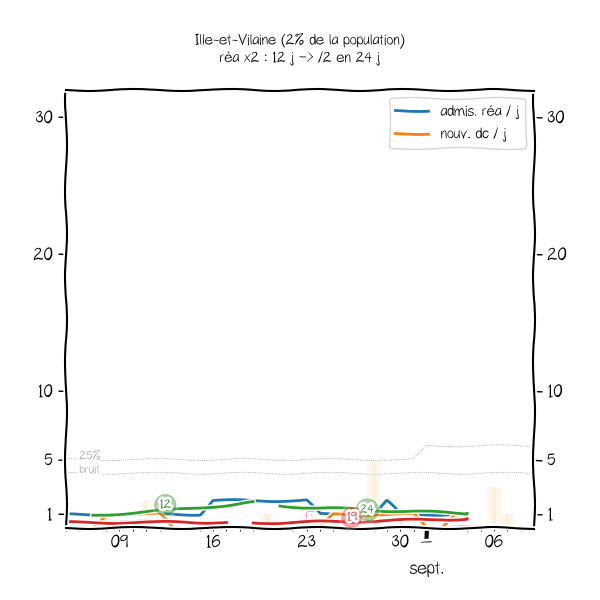 Ille-et-Vilaine (2% de la population)
réa x2 : 12 j -> /2 en 24 j
admis. réa / j
nouv. dc / j
30 30
20 20
10 10
5 25% 5
bruit
12 24
19
1 1
09 16 23 30 06
sept.